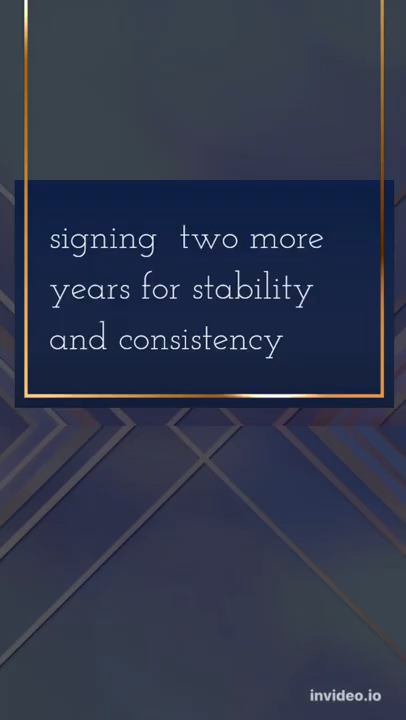 signing  two more
years for stability
and consistency
invideo.io